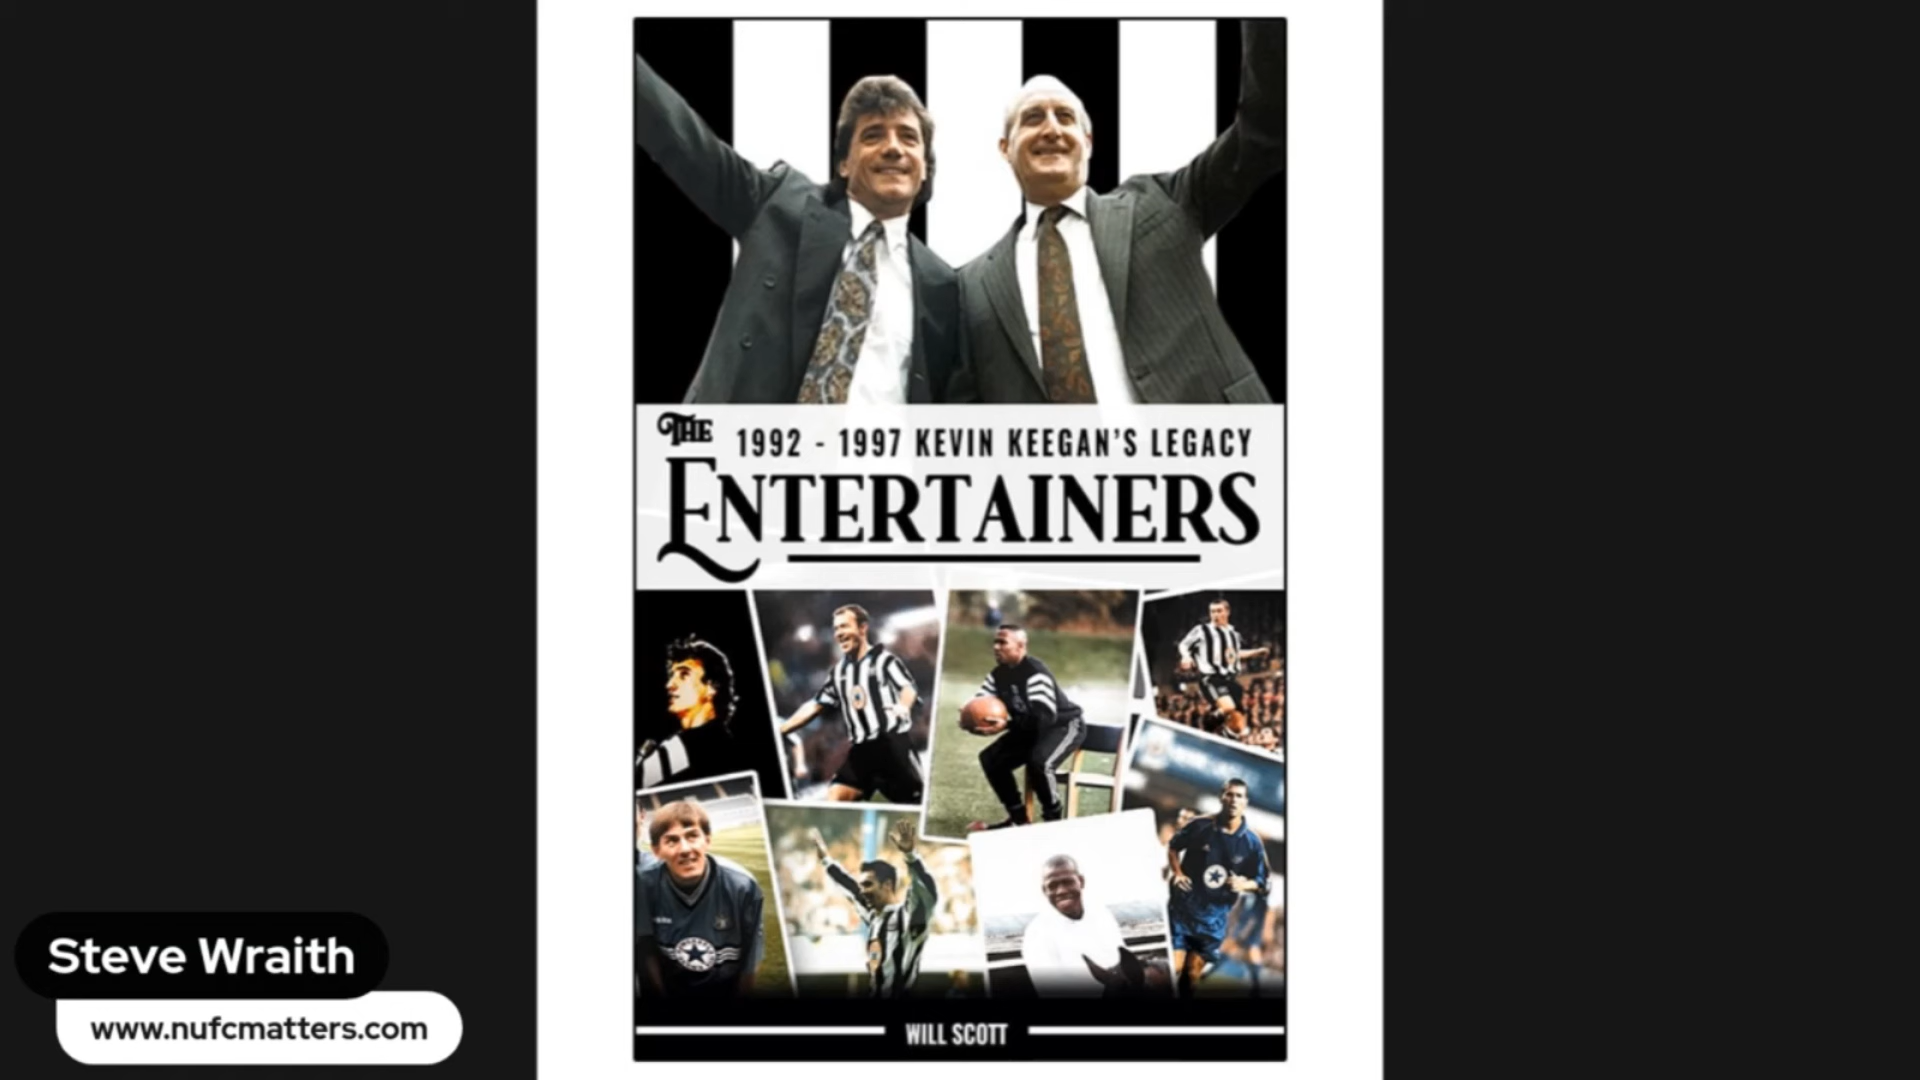 THE
1992 - 1997 KEVIN KEEGAN'S LEGACY
ENTERTAINERS
WILL SCOTT
Steve Wraith
www.nufcmatters.com